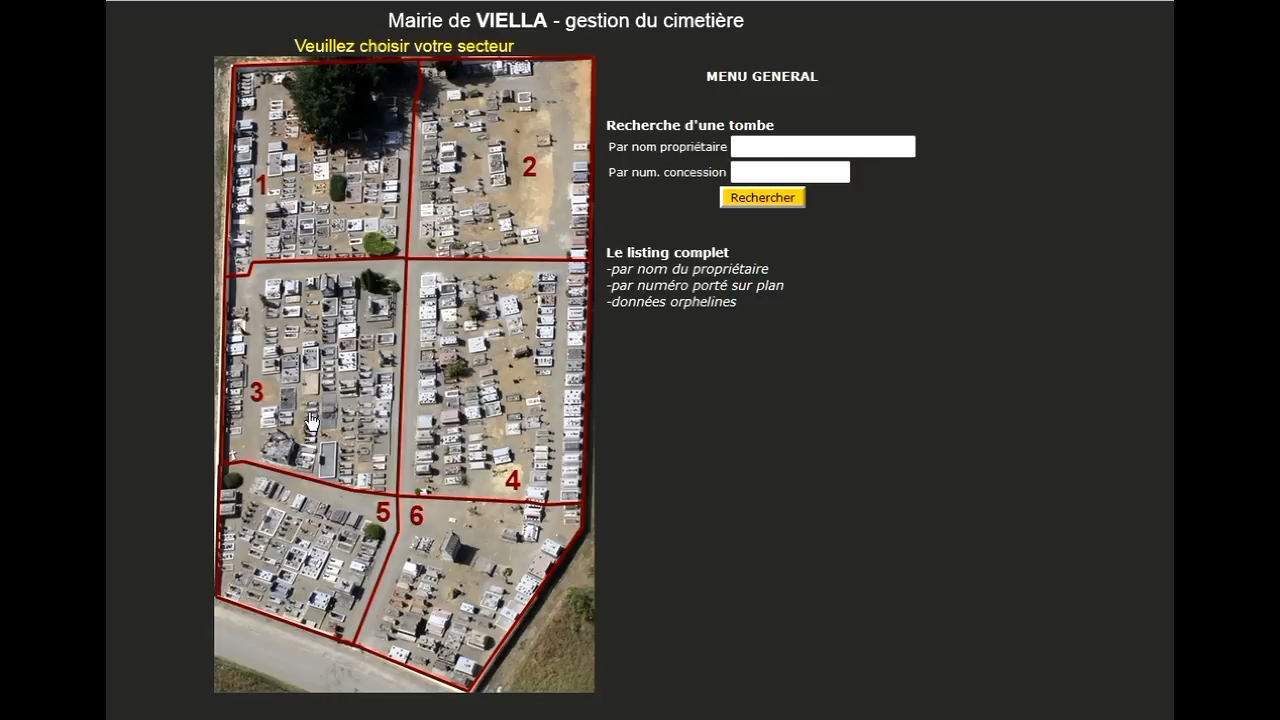 Mairie de VIELLA - gestion du cimetière
Veuillez choisir votre secteur
MENU GENERAL
Recherche d'une tombe
Par nom propriétaire
Par num. concession
Rechercher
Le listing complet
-par nom du propriétaire
-par numéro porté sur plan
-données orphelines
1
2
3
4
5
6